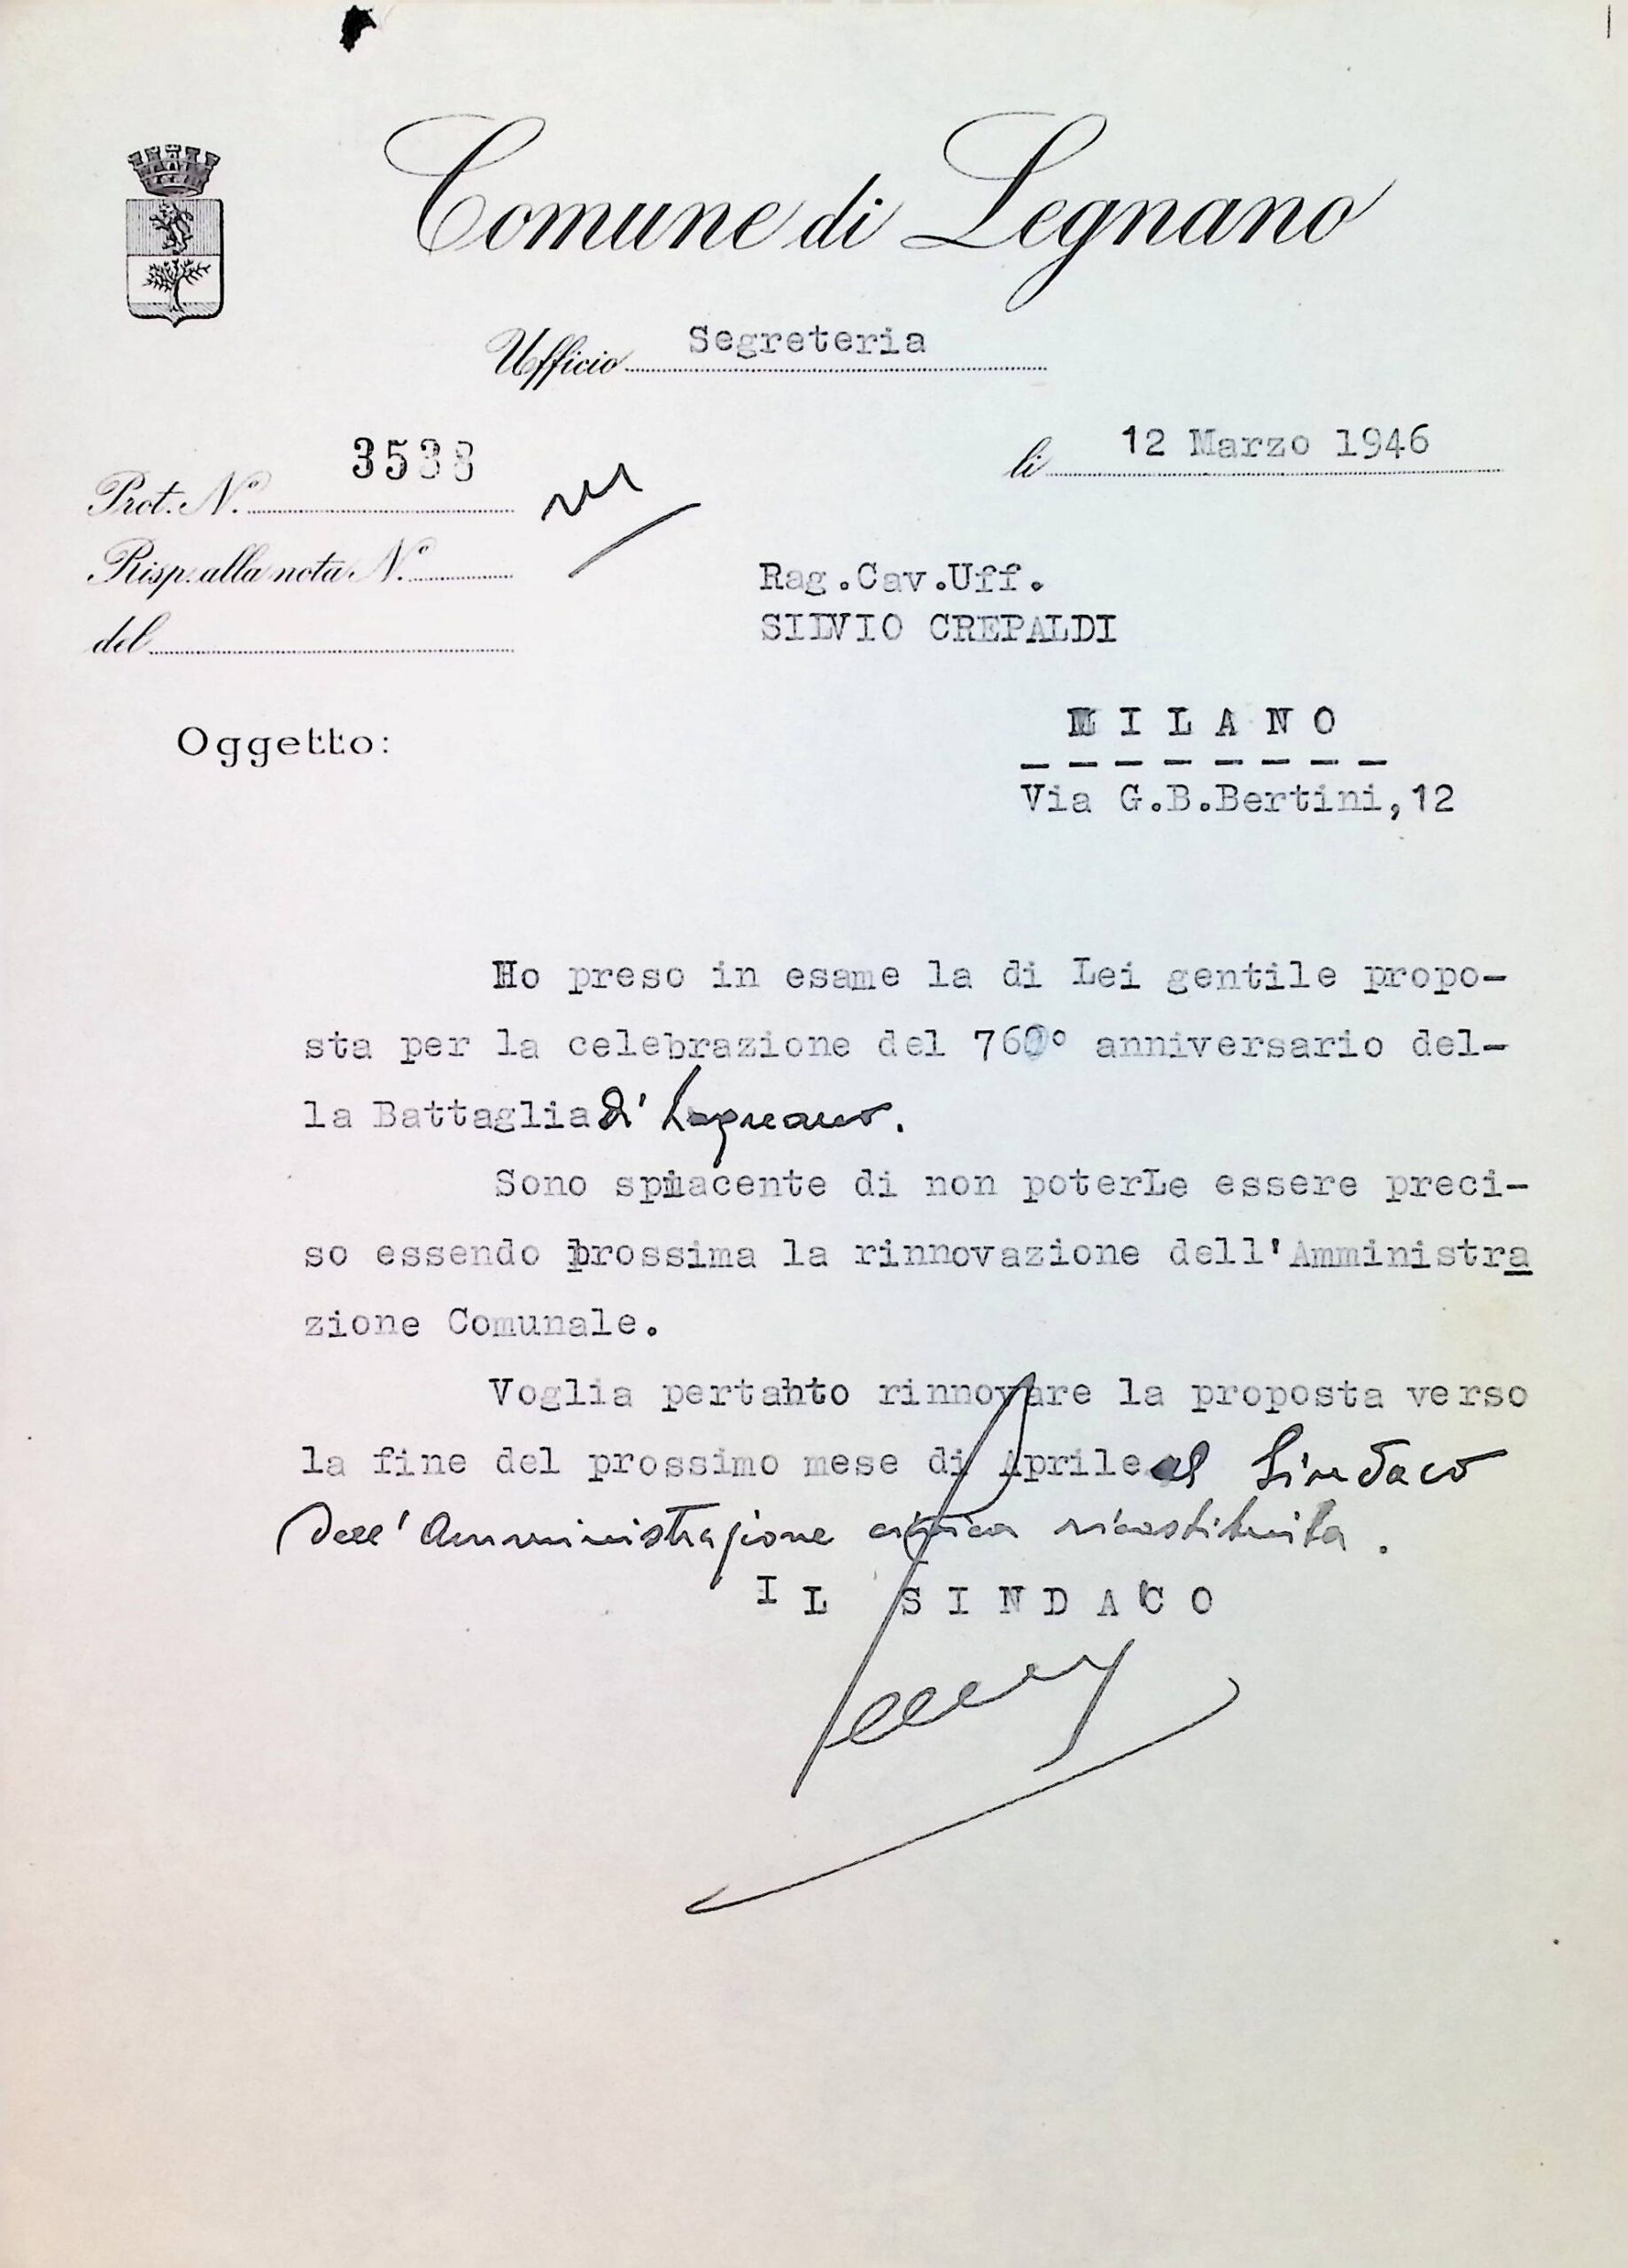 Comune di Legnano
Ufficio Segreteria
Prot. N.° 3538
li 12 Marzo 1946
Risp. alla nota N.°
del
Rag.Cav.Uff.
SILVIO CREPALDI
Oggetto:
MILANO
Via G.B.Bertini,12
Ho preso in esame la di Lei gentile propo-
sta per la celebrazione del 760° anniversario del-
la Battaglia di Legnano.
Sono spiacente di non poterLe essere preci-
so essendo prossima la rinnovazione dell'Amministra
zione Comunale.
Voglia pertanto rinnovare la proposta verso
la fine del prossimo mese di Aprile al Sindaco
dell'Amministrazione civica ricostituita.
IL SINDACO